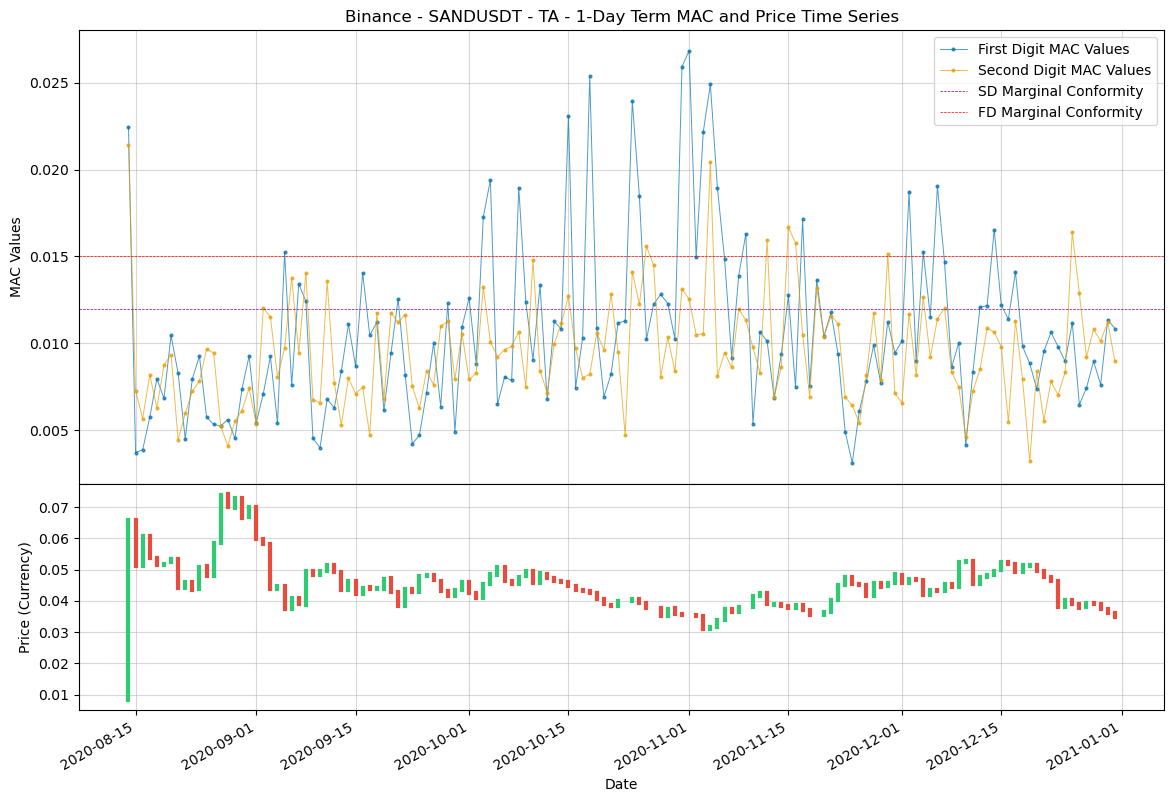 Binance - SANDUSDT - TA - 1-Day Term MAC and Price Time Series
First Digit MAC Values
Second Digit MAC Values
SD Marginal Conformity
FD Marginal Conformity
MAC Values
0.025
0.020
0.015
0.010
0.005
Price (Currency)
0.07
0.06
0.05
0.04
0.03
0.02
0.01
2020-08-15
2020-09-01
2020-09-15
2020-10-01
2020-10-15
2020-11-01
2020-11-15
2020-12-01
2020-12-15
2021-01-01
Date